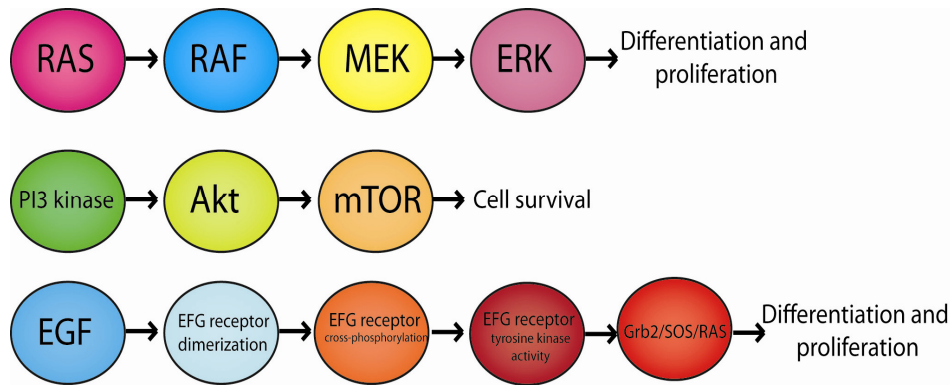 RAS
RAF
MEK
ERK
Differentiation and
proliferation
PI3 kinase
Akt
mTOR
Cell survival
EGF
EFG receptor
dimerization
EFG receptor
cross-phosphorylation
EFG receptor
tyrosine kinase
activity
Grb2/SOS/RAS
Differentiation and
proliferation